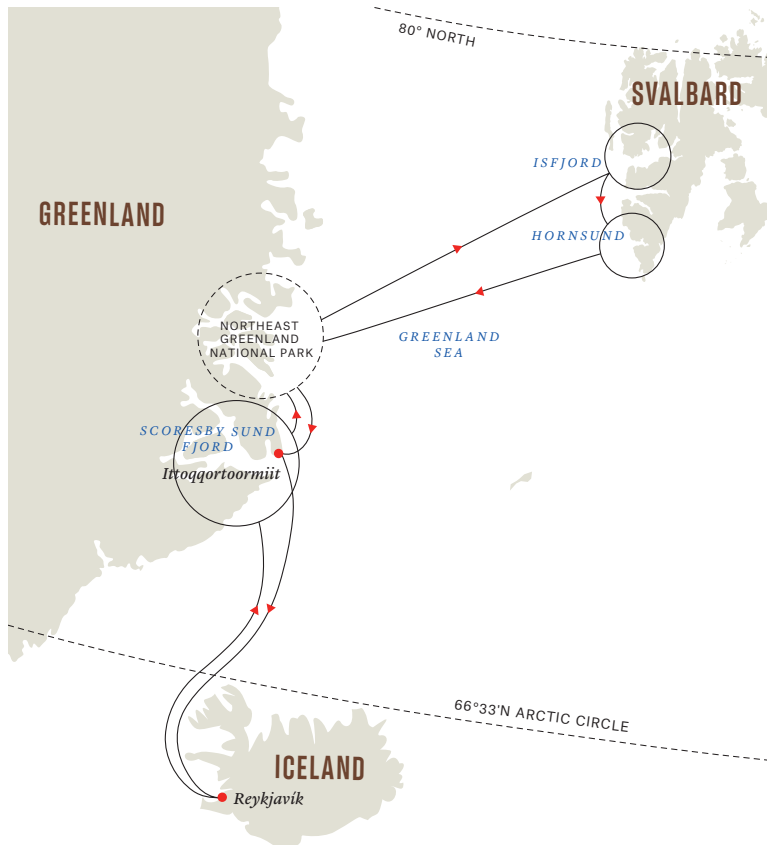 80° NORTH
SVALBARD
ISFJORD
GREENLAND
HORNSUND
NORTHEAST
GREENLAND
NATIONAL PARK
GREENLAND
SEA
SCORESBY SUND
FJORD
Ittoqqortoormiit
66°33'N ARCTIC CIRCLE
ICELAND
Reykjavík